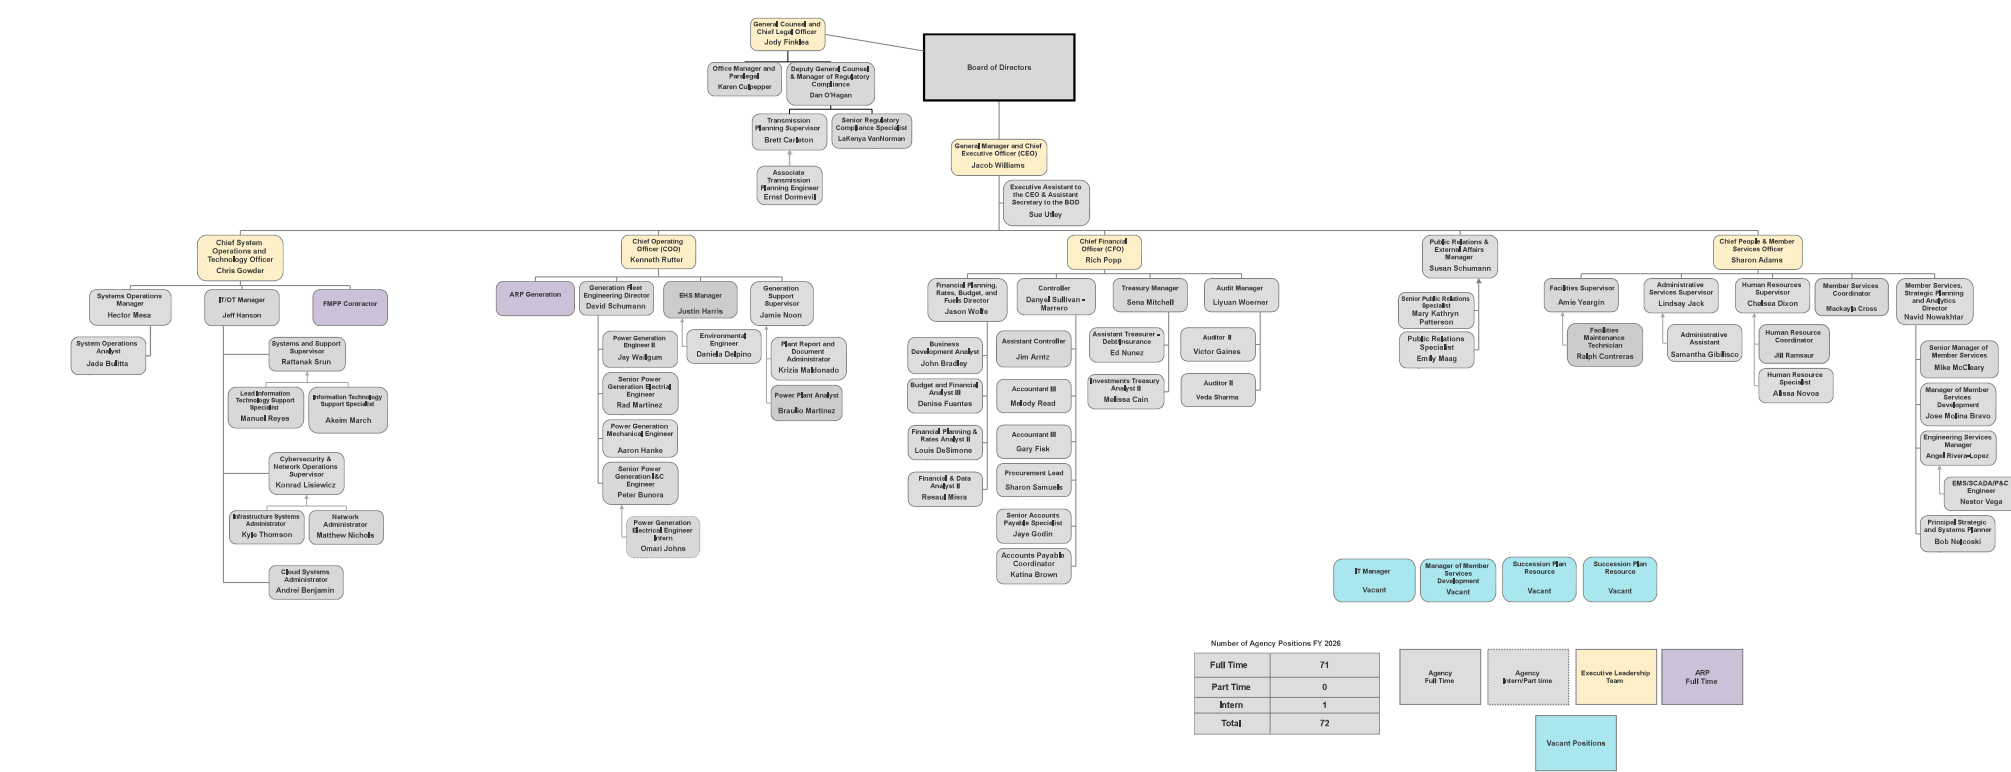 General Counsel and
Chief Legal Officer
Jody Finklea
Board of Directors
Office Manager and
Paralegal
Karen Culpepper
Deputy General Counsel
& Manager of Regulatory
Compliance
Dan O'Hagan
Transmission
Planning Supervisor
Brett Carleton
Senior Regulatory
Compliance Specialist
LaKenya VanNorman
Associate
Transmission
Planning Engineer
Ernst Dormevil
General Manager and Chief
Executive Officer (CEO)
Jacob Williams
Executive Assistant to
the CEO & Assistant
Secretary to the BOD
Sue Utley
Chief System
Operations and
Technology Officer
Chris Gowder
Systems Operations
Manager
Hector Mesa
IT/OT Manager
Jeff Hanson
FMPP Contractor
System Operations
Analyst
Jade Bulitta
Systems and Support
Supervisor
Rattanak Srun
Lead Information
Technology Support
Specialist
Manuel Reyes
Information Technology
Support Specialist
Akeim March
Cybersecurity &
Network Operations
Supervisor
Konrad Lisiewicz
Infrastructure Systems
Administrator
Kyle Thomson
Network
Administrator
Matthew Nichols
Cloud Systems
Administrator
Andrei Benjamin
Chief Operating
Officer (COO)
Kenneth Rutter
ARP Generation
Generation Fleet
Engineering Director
David Schumann
EHS Manager
Justin Harris
Generation
Support
Supervisor
Jamie Noon
Power Generation
Engineer II
Jay Wailgum
Environmental
Engineer
Daniela Delpino
Plant Report and
Document
Administrator
Krizia Maldonado
Senior Power
Generation Electrial
Engineer
Rad Martinez
Power Plant Analyst
Braulio Martinez
Power Generation
Mechanical Engineer
Aaron Hanke
Senior Power
Generation I&C
Engineer
Peter Bunora
Power Generation
Electrical Engineer
Intern
Omari Johns
Chief Financial
Officer (CFO)
Rich Popp
Financial Planning,
Rates, Budget, and
Fuels Director
Jason Wolfe
Controller
Danyel Sullivan -
Marrero
Treasury Manager
Sena Mitchell
Audit Manager
Liyuan Woerner
Business
Development Analyst
John Bradley
Budget and Financial
Analyst III
Denise Fuentes
Financial Planning &
Rates Analyst II
Louis DeSimone
Financial & Data
Analyst II
Resaul Misra
Assistant Controller
Jim Arntz
Accountant III
Melody Read
Accountant III
Gary Fisk
Procurement Lead
Sharon Samuels
Senior Accounts
Payable Specialist
Jaye Godin
Accounts Payable
Coordinator
Katina Brown
Assistant Treasurer -
Debt/Insurance
Ed Nunez
Investments Treasury
Analyst II
Melissa Cain
Auditor II
Victor Gaines
Auditor II
Veda Sharma
Public Relations &
External Affairs
Manager
Susan Schumann
Senior Public Relations
Specialist
Mary Kathryn
Patterson
Public Relations
Specialist
Emily Maag
Chief People & Member
Services Officer
Sharon Adams
Facilities Supervisor
Amie Yeargin
Administrative
Services Supervisor
Lindsay Jack
Human Resources
Supervisor
Chelsea Dixon
Member Services
Coordinator
Mackayla Cross
Member Services,
Strategic Planning
and Analytics
Director
Navid Nowakhtar
Facilities
Maintenance
Technician
Ralph Contreras
Administrative
Assistant
Samantha Gibilisco
Human Resource
Coordinator
Jill Ramsaur
Human Resource
Specialist
Alissa Novoa
Senior Manager of
Member Services
Mike McCleary
Manager of Member
Services
Development
Jose Molina Bravo
Engineering Services
Manager
Angel Rivera-Lopez
EMS/SCADA/P&C
Engineer
Nestor Vega
Principal Strategic
and Systems Planner
Bob Nelcoski
IT Manager
Vacant
Manager of Member
Services
Development
Vacant
Succession Plan
Resource
Vacant
Succession Plan
Resource
Vacant
Number of Agency Positions FY 2026
Full Time 71
Part Time 0
Intern 1
Total 72
Agency
Full Time
Agency
Intern/Part time
Executive Leadership
Team
ARP
Full Time
Vacant Positions